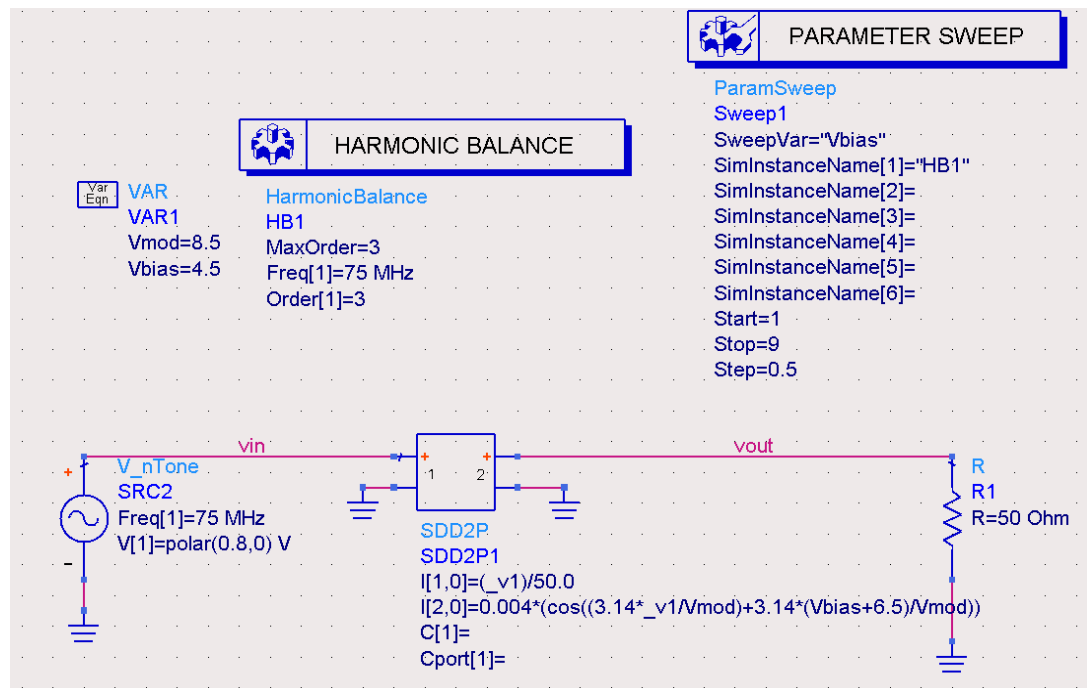 PARAMETER SWEEP
ParamSweep
Sweep1
SweepVar="Vbias"
SimInstanceName[1]="HB1"
SimInstanceName[2]=
SimInstanceName[3]=
SimInstanceName[4]=
SimInstanceName[5]=
SimInstanceName[6]=
Start=1
Stop=9
Step=0.5
HARMONIC BALANCE
HarmonicBalance
HB1
MaxOrder=3
Freq[1]=75 MHz
Order[1]=3
Var
Eqn
VAR
VAR1
Vmod=8.5
Vbias=4.5
vin
vout
+
V_nTone
SRC2
Freq[1]=75 MHz
V[1]=polar(0.8,0) V
-
+ +
1 2
SDD2P
SDD2P1
I[1,0]=(_v1)/50.0
I[2,0]=0.004*(cos((3.14*_v1/Vmod)+3.14*(Vbias+6.5)/Vmod))
C[1]=
Cport[1]=
R
R1
R=50 Ohm